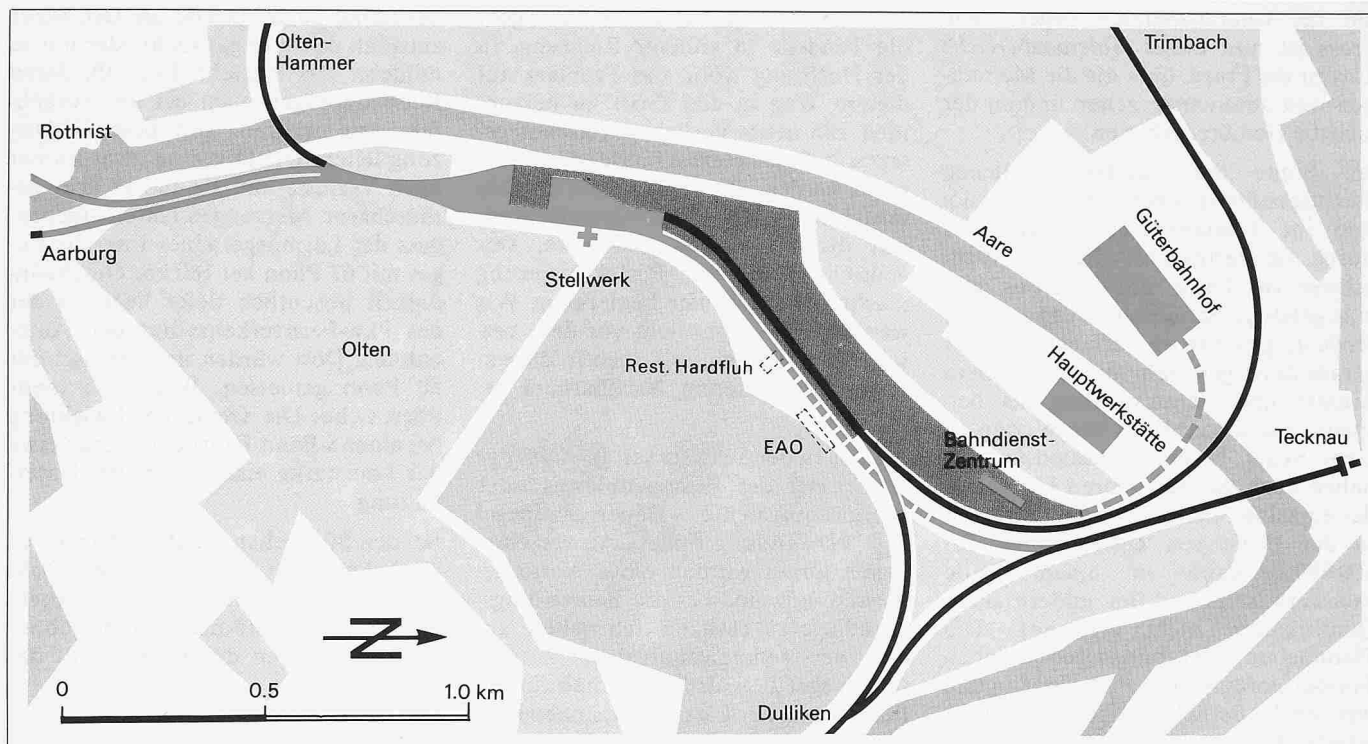 Olten-
Hammer
Trimbach
Rothrist
Aarburg
Stellwerk
Aare
Güterbahnhof
Olten
Rest. Hardfluh
Hauptwerkstätte
EAO
Bahndienst-
Zentrum
Tecknau
N
0 0.5 1.0 km
Dulliken